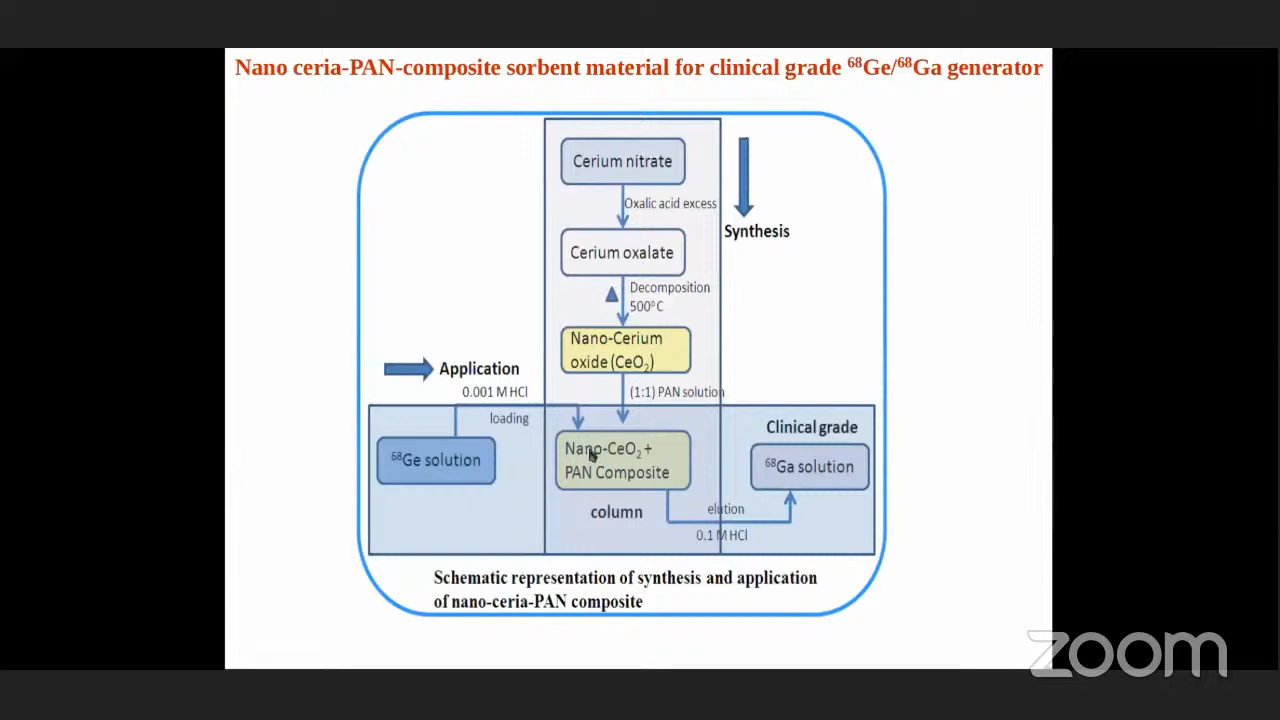 Nano ceria-PAN-composite sorbent material for clinical grade ⁶⁸Ge/⁶⁸Ga generator
Cerium nitrate
Oxalic acid excess
Synthesis
Cerium oxalate
Decomposition
500°C
Nano-Cerium
oxide (CeO₂)
Application
0.001 M HCl
(1:1) PAN solution
loading
Clinical grade
⁶⁸Ge solution
Nano-CeO₂ +
PAN Composite
⁶⁸Ga solution
column
elution
0.1 M HCl
Schematic representation of synthesis and application
of nano-ceria-PAN composite
zoom